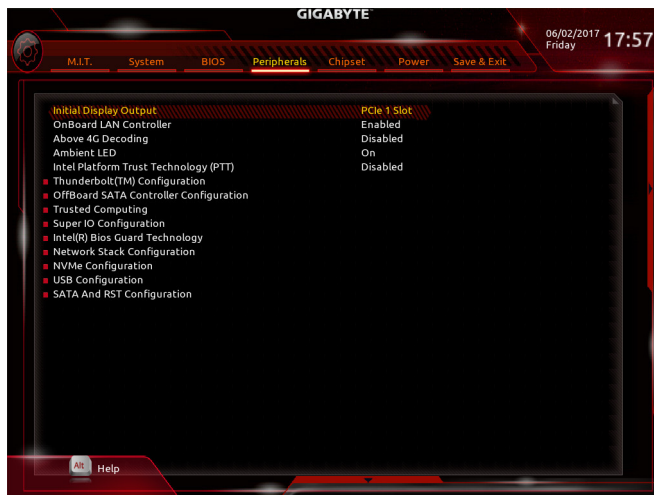 GIGABYTE™
06/02/2017 Friday 17:57
M.I.T. System BIOS Peripherals Chipset Power Save & Exit
Initial Display Output PCIe 1 Slot
OnBoard LAN Controller Enabled
Above 4G Decoding Disabled
Ambient LED On
Intel Platform Trust Technology (PTT) Disabled
Thunderbolt(TM) Configuration
OffBoard SATA Controller Configuration
Trusted Computing
Super IO Configuration
Intel(R) Bios Guard Technology
Network Stack Configuration
NVMe Configuration
USB Configuration
SATA And RST Configuration
Alt Help